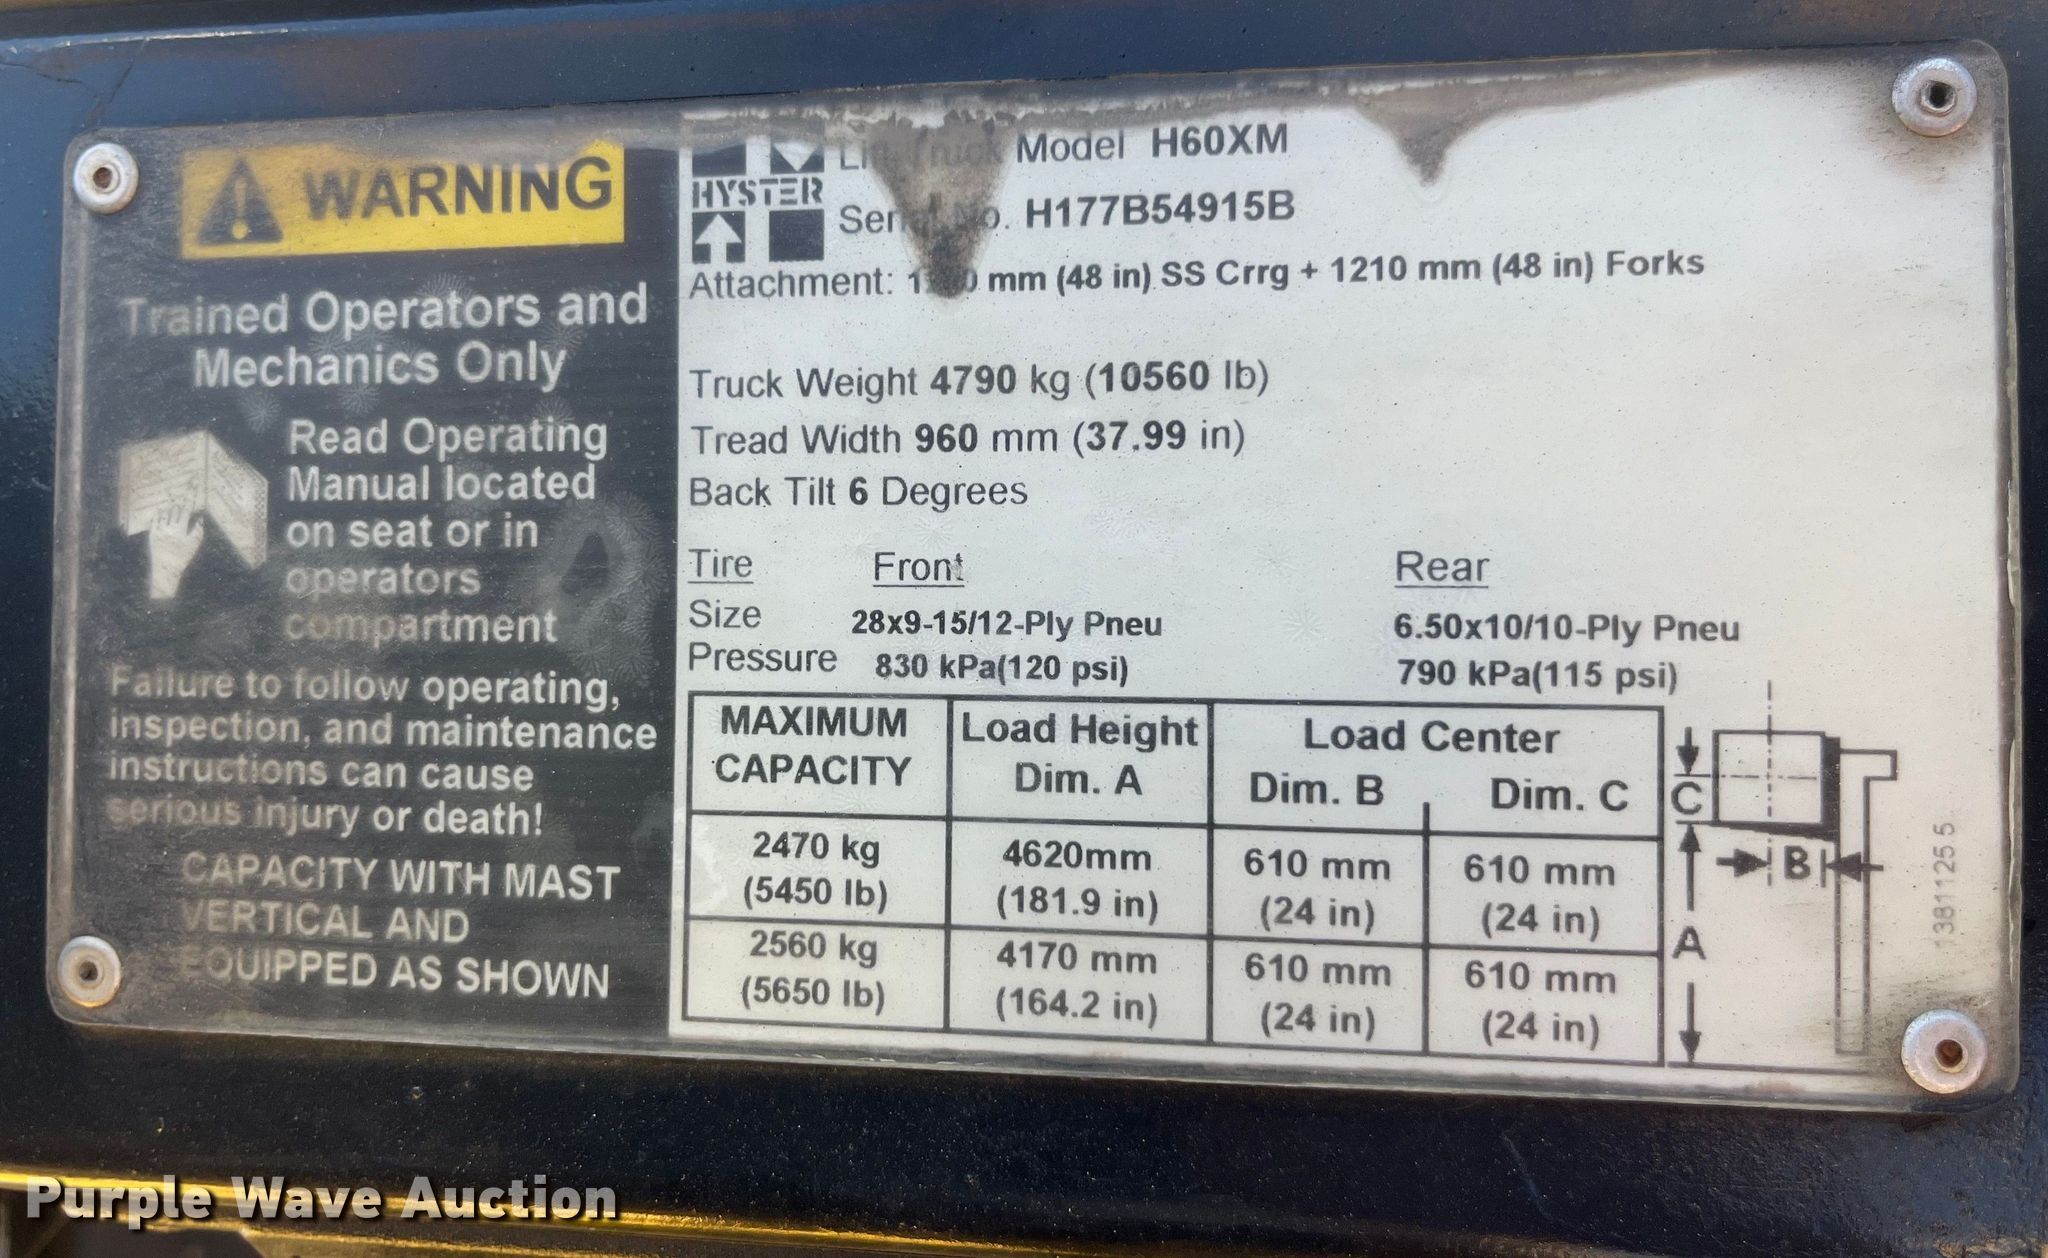 WARNING
Trained Operators and
Mechanics Only
Read Operating
Manual located
on seat or in
operators
compartment
Failure to follow operating,
inspection, and maintenance
instructions can cause
serious injury or death!
CAPACITY WITH MAST
VERTICAL AND
EQUIPPED AS SHOWN
HYSTER
Lift Truck Model H60XM
Serial No. H177B54915B
Attachment: mm (48 in) SS Crrg + 1210 mm (48 in) Forks
Truck Weight 4790 kg (10560 lb)
Tread Width 960 mm (37.99 in)
Back Tilt 6 Degrees
Tire Front Rear
Size 28x9-15/12-Ply Pneu 6.50x10/10-Ply Pneu
Pressure 830 kPa(120 psi) 790 kPa(115 psi)
MAXIMUM CAPACITY Load Height Dim. A Load Center
Dim. B Dim. C
2470 kg 4620mm 610 mm 610 mm
(5450 lb) (181.9 in) (24 in) (24 in)
2560 kg 4170 mm 610 mm 610 mm
(5650 lb) (164.2 in) (24 in) (24 in)
C
B
A
1381125 5
Purple Wave Auction